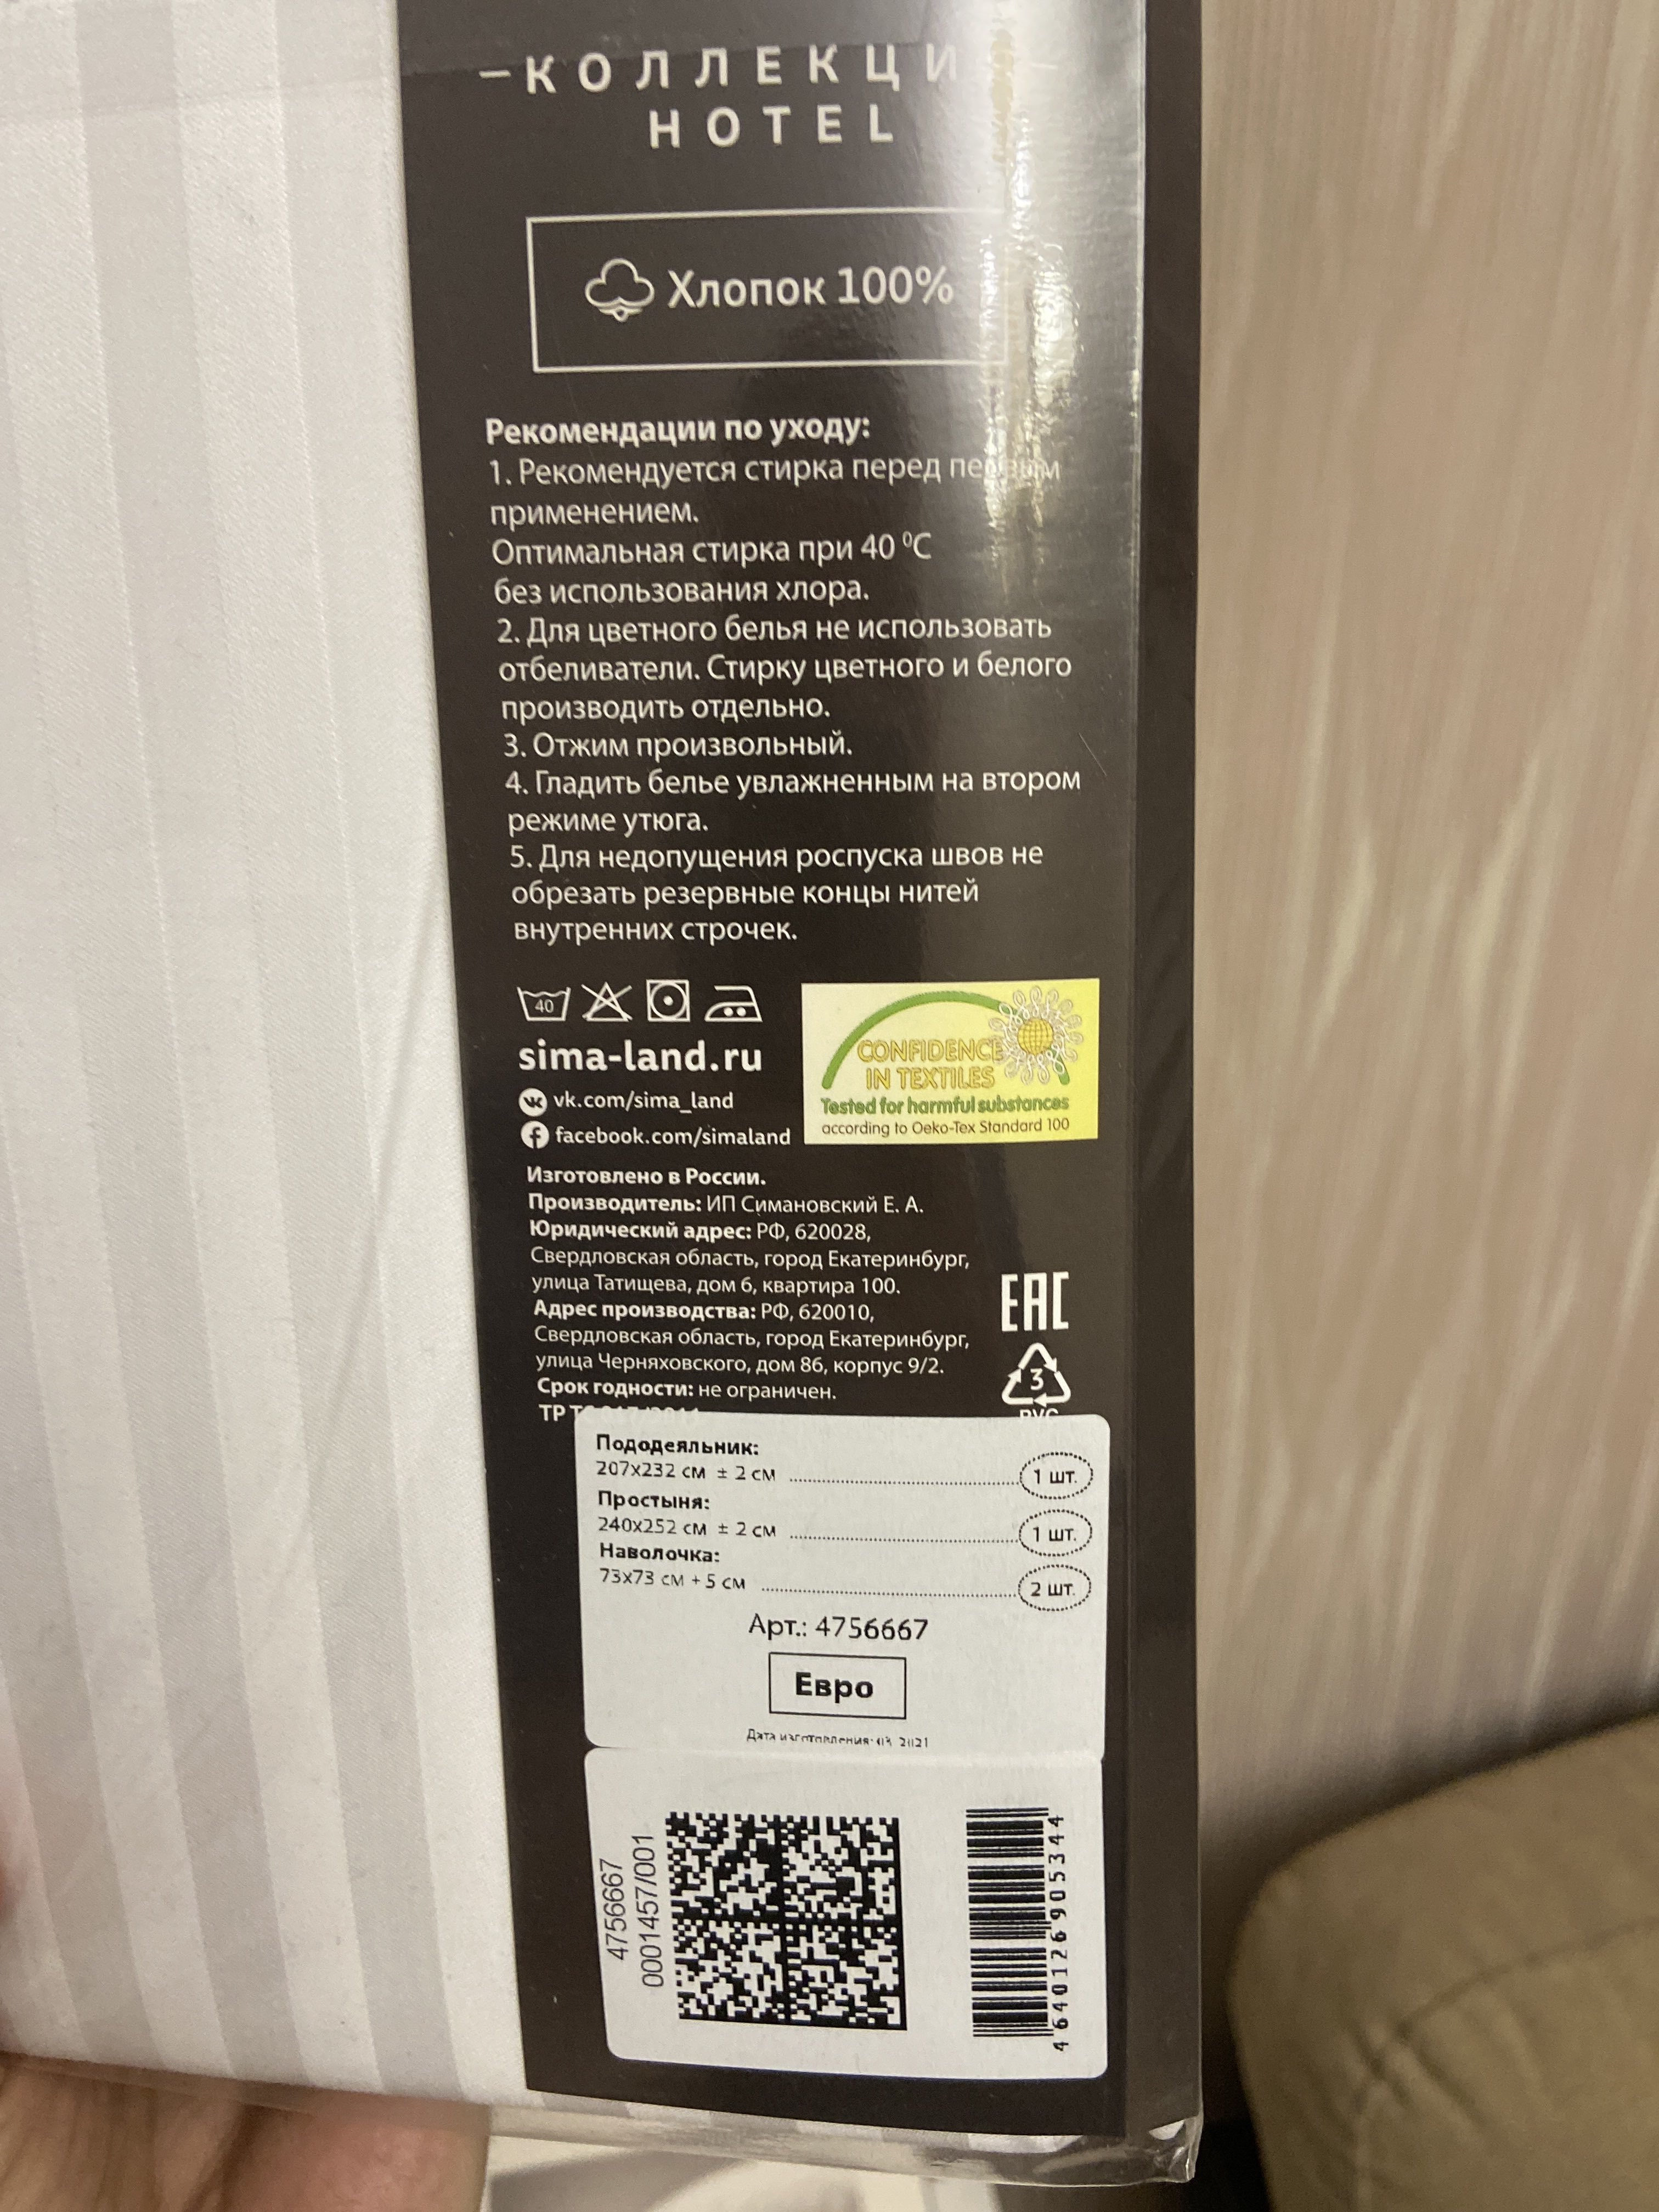 КОЛЛЕКЦИ
HOTEL
Хлопок 100%
Рекомендации по уходу:
1. Рекомендуется стирка перед первым
применением.
Оптимальная стирка при 40 °C
без использования хлора.
2. Для цветного белья не использовать
отбеливатели. Стирку цветного и белого
производить отдельно.
3. Отжим произвольный.
4. Гладить белье увлажненным на втором
режиме утюга.
5. Для недопущения роспуска швов не
обрезать резервные концы нитей
внутренних строчек.
40
sima-land.ru
vk.com/sima_land
facebook.com/simaland
CONFIDENCE
IN TEXTILES
Tested for harmful substances
according to Oeko-Tex Standard 100
Изготовлено в России.
Производитель: ИП Симановский Е. А.
Юридический адрес: РФ, 620028,
Свердловская область, город Екатеринбург,
улица Татищева, дом 6, квартира 100.
Адрес производства: РФ, 620010,
Свердловская область, город Екатеринбург,
улица Черняховского, дом 86, корпус 9/2.
Срок годности: не ограничен.
ТР
EAC
3
PVC
Пододеяльник:
207x232 см ± 2 см 1 шт.
Простыня:
240x252 см ± 2 см 1 шт.
Наволочка:
73x73 см + 5 см 2 шт.
Арт.: 4756667
Евро
Дата изготовления: 03. 2021
4756667
0001457/001
4640126905344